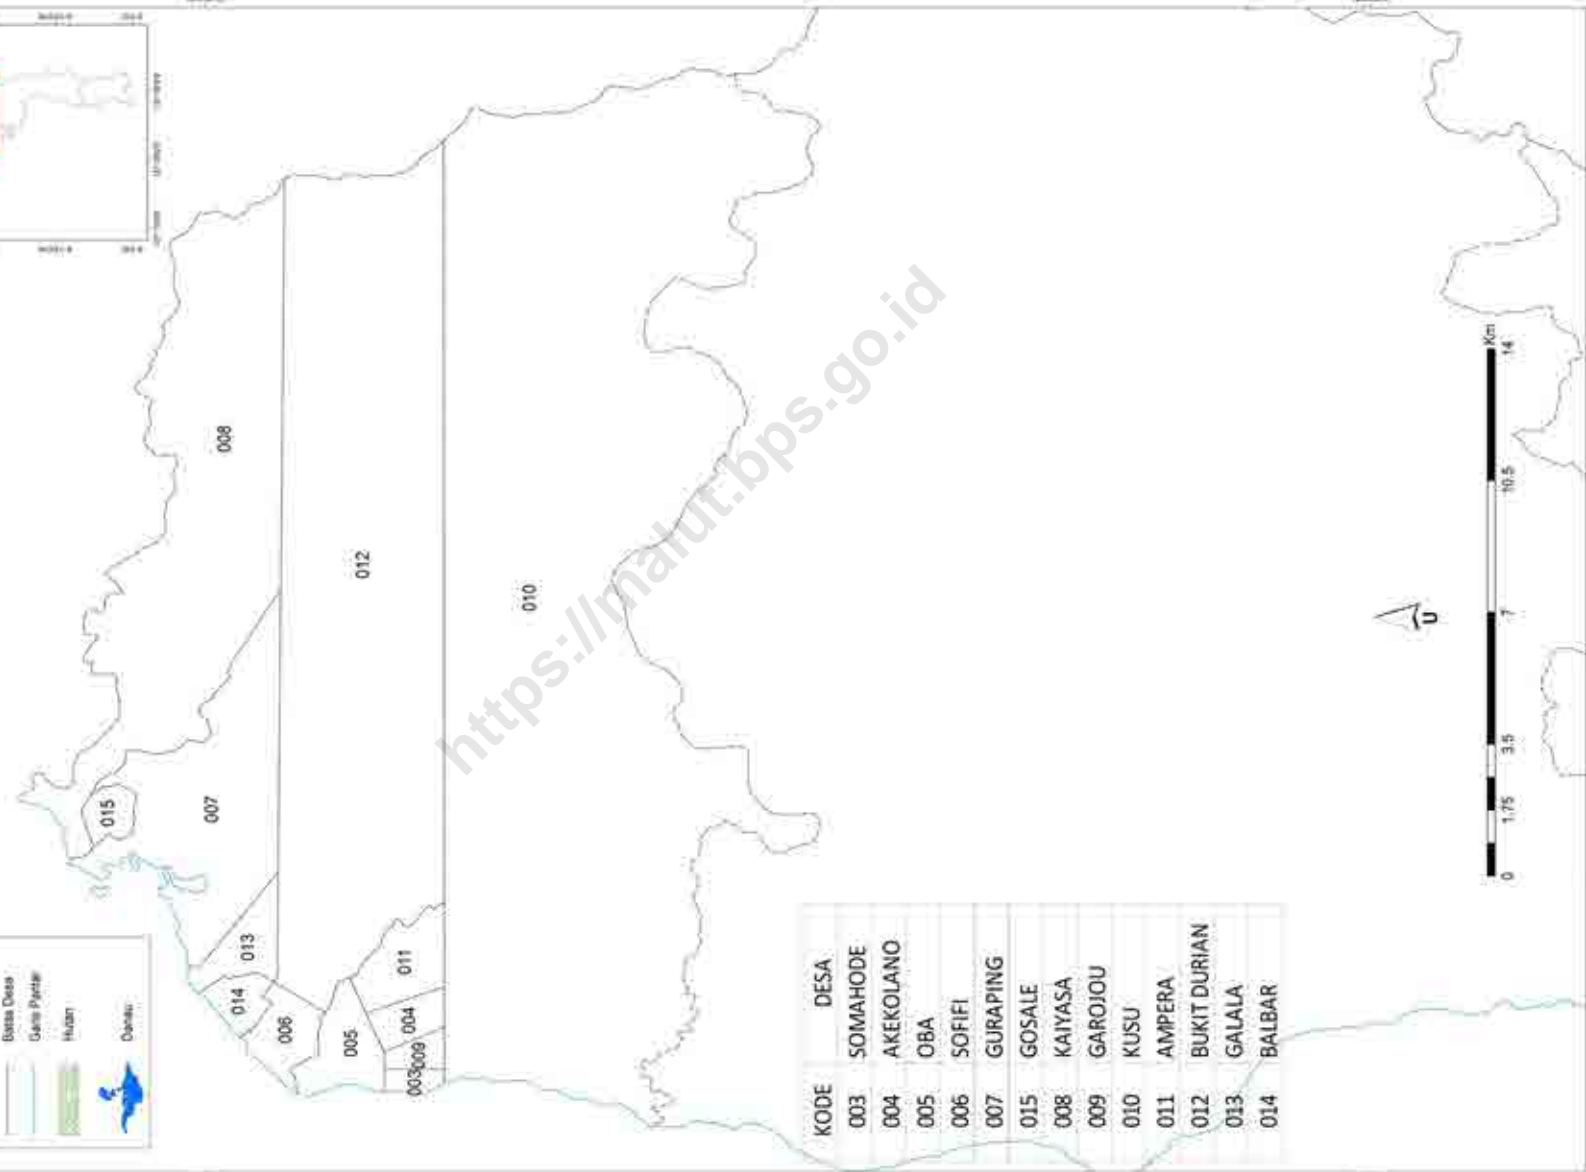 Batas Desa
Garis Pantai
Hutan
Danau
008
015
007
012
010
013
014
006
005
011
004
009
003
https://malut.bps.go.id
U
Km
0 1.75 3.5 7 10.5 14
KODE DESA
003 SOMAHODE
004 AKEKOLANO
005 OBA
006 SOFIFI
007 GURAPING
015 GOSALE
008 KAIYASA
009 GAROJOU
010 KUSU
011 AMPERA
012 BUKIT DURIAN
013 GALALA
014 BALBAR